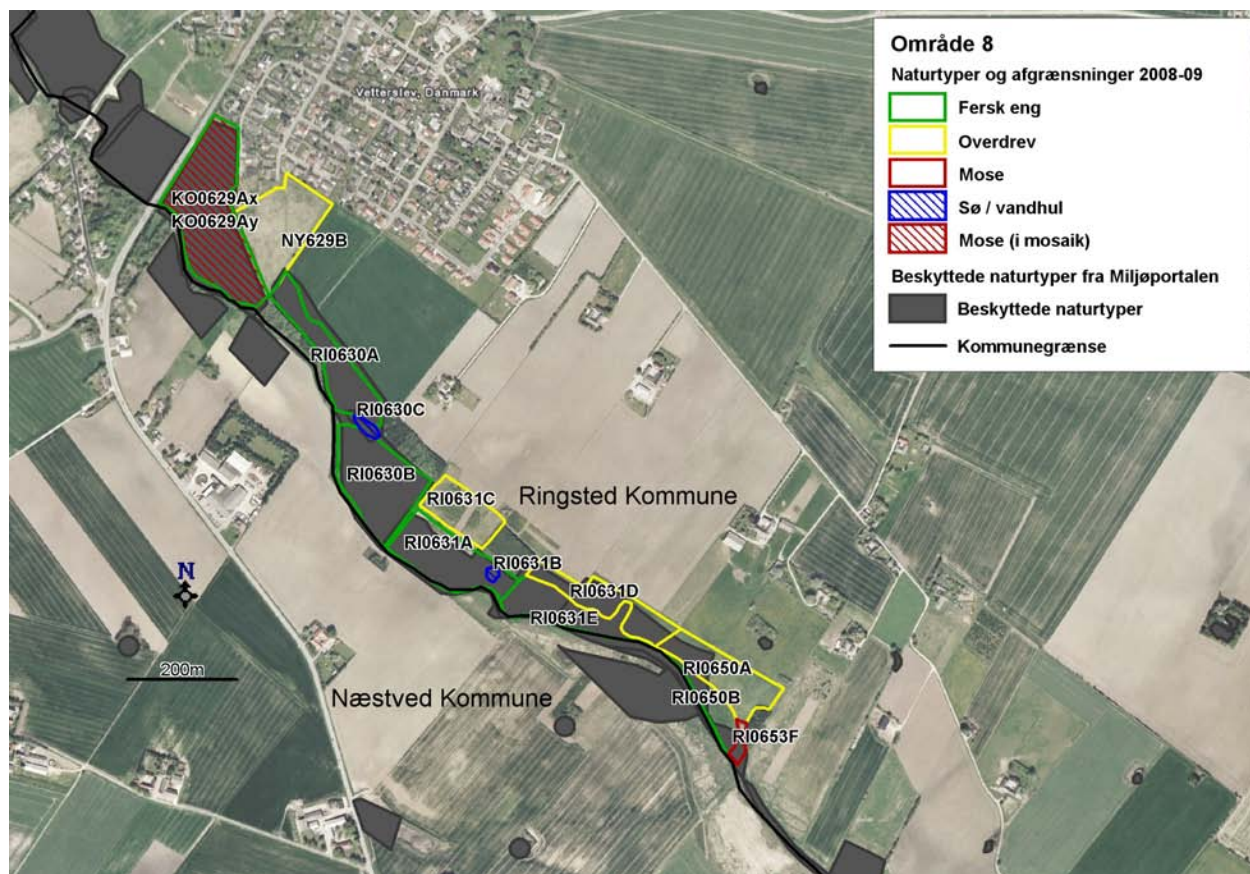 Område 8
Naturtyper og afgrænsninger 2008-09
Fersk eng
Overdrev
Mose
Sø / vandhul
Mose (i mosaik)
Beskyttede naturtyper fra Miljøportalen
Beskyttede naturtyper
Kommunegrænse
Vetterslev, Danmark
KO0629Ax
KO0629Ay
NY629B
RI0630A
RI0630C
RI0630B
RI0631C
Ringsted Kommune
RI0631A
RI0631B
RI0631D
RI0631E
N
200m
RI0650A
Næstved Kommune
RI0650B
RI0653F